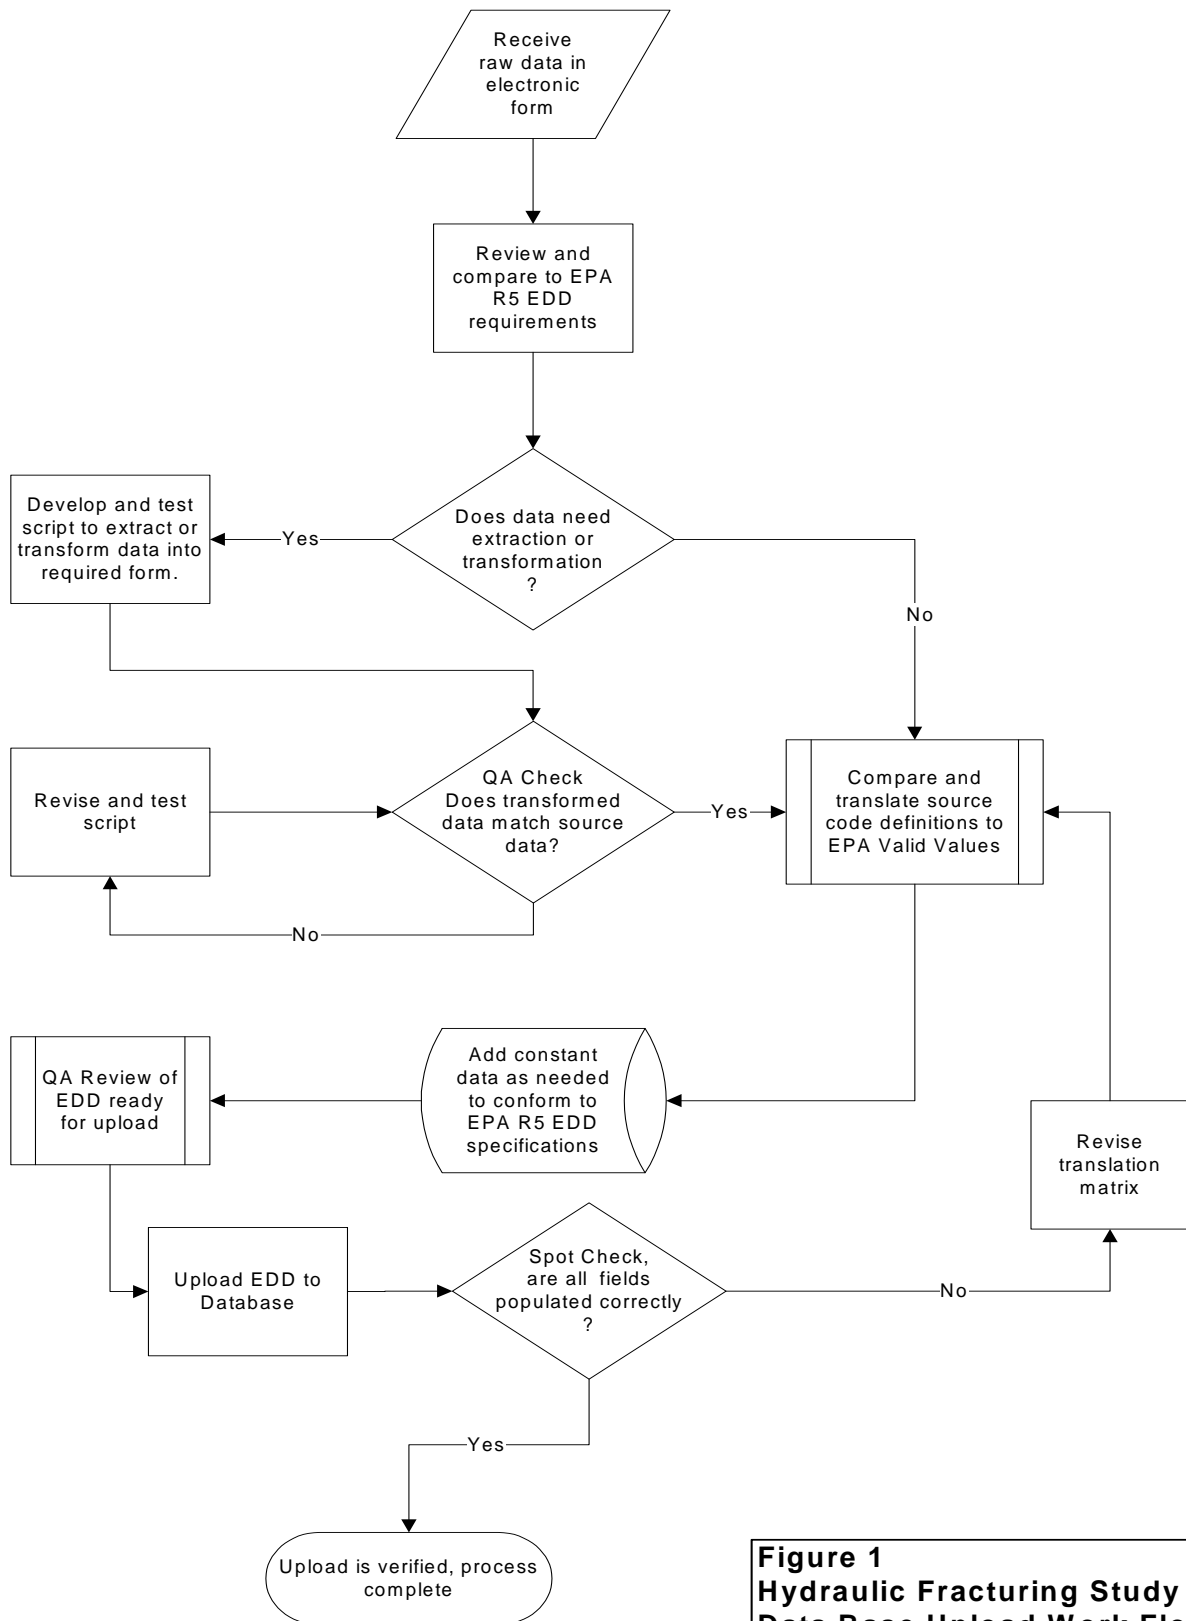 Receive
raw data in
electronic
form
Review and
compare to EPA
R5 EDD
requirements
Does data need
extraction or
transformation
?
Yes
No
Develop and test
script to extract or
transform data into
required form.
QA Check
Does transformed
data match source
data?
Yes
No
Revise and test
script
Compare and
translate source
code definitions to
EPA Valid Values
Add constant
data as needed
to conform to
EPA R5 EDD
specifications
QA Review of
EDD ready
for upload
Revise
translation
matrix
Upload EDD to
Database
Spot Check,
are all fields
populated correctly
?
No
Yes
Upload is verified, process
complete
Figure 1
Hydraulic Fracturing Study
Data Base Upload Work